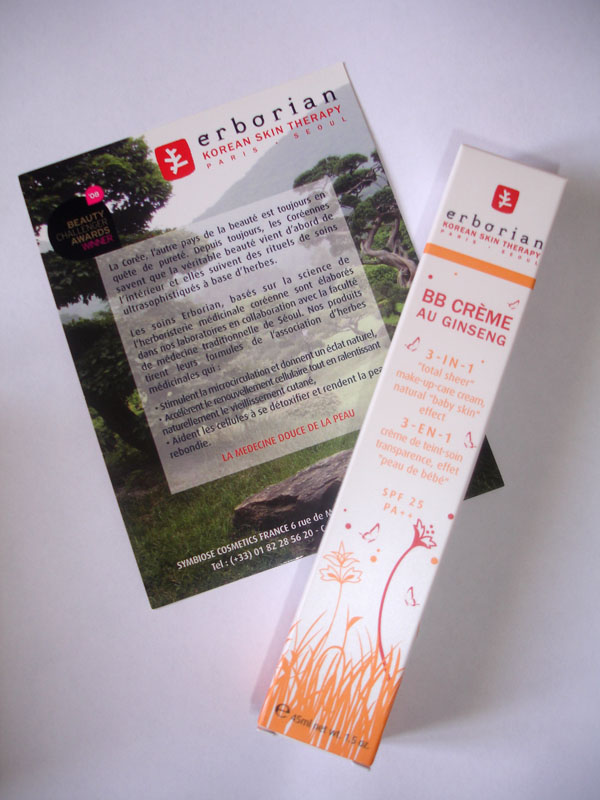 erborian
KOREAN SKIN THERAPY
PARIS · SEOUL
'08
BEAUTY
CHALLENGER
AWARDS
WINNER
La Corée, l'autre pays de la beauté est toujours en
quête de pureté. Depuis toujours, les Coréennes
savent que la véritable beauté vient d'abord de
l'intérieur et elles suivent des rituels de soins
ultrasophistiqués à base d'herbes.
Les soins Erborian, basés sur la science de
l'herboristerie médicinale coréenne sont élaborés
dans nos laboratoires en collaboration avec la faculté
de médecine traditionnelle de Séoul. Nos produits
tirent leurs formules de l'association d'herbes
médicinales qui :
• Stimulent la microcirculation et donnent un éclat naturel,
• Accélèrent le renouvellement cellulaire tout en ralentissant
naturellement le vieillissement cutané,
• Aident les cellules à se détoxifier et rendent la
rebondie.
LA MEDECINE DOUCE DE LA PEAU
SYMBIOSE COSMETICS FRANCE 6 rue de
Tel : (+33) 01 82 28 56 20 -
erborian
KOREAN SKIN THERAPY
PARIS · SEOUL
BB CRÈME
AU GINSENG
3-IN-1
"total sheer"
make-up-care cream,
natural "baby skin"
effect
3-EN-1
crème de teint-soin
transparence, effet
"peau de bébé"
SPF 25
PA++
e 45ml net wt. 1.5 oz.